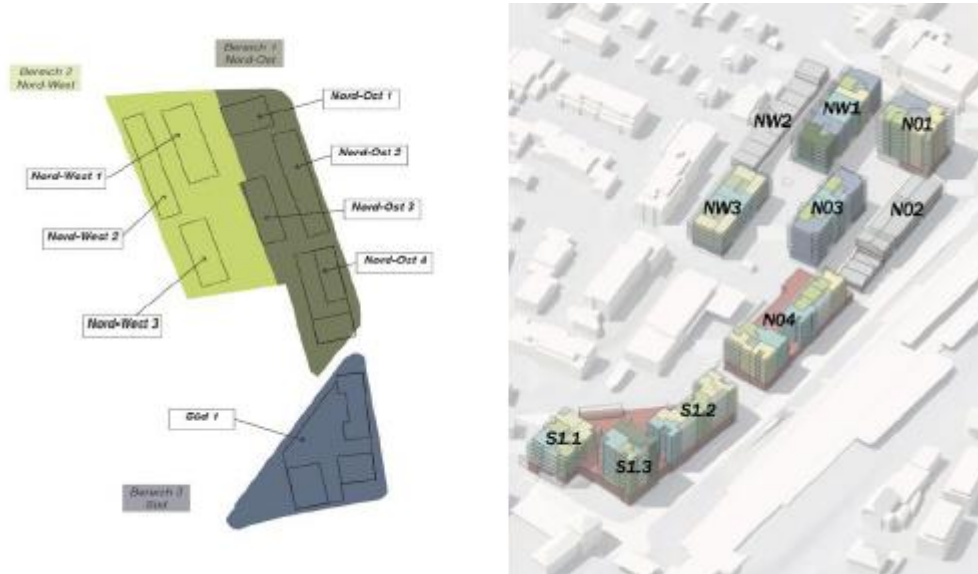 Bereich 1
Nord-Ost
Bereich 2
Nord-West
Nord-Ost 1
Nord-Ost 2
Nord-West 1
Nord-Ost 3
Nord-West 2
Nord-Ost 4
Nord-West 3
Süd 1
Bereich 3
Süd
NW2
NW1
N01
NW3
N03
N02
N04
S1.2
S1.1
S1.3